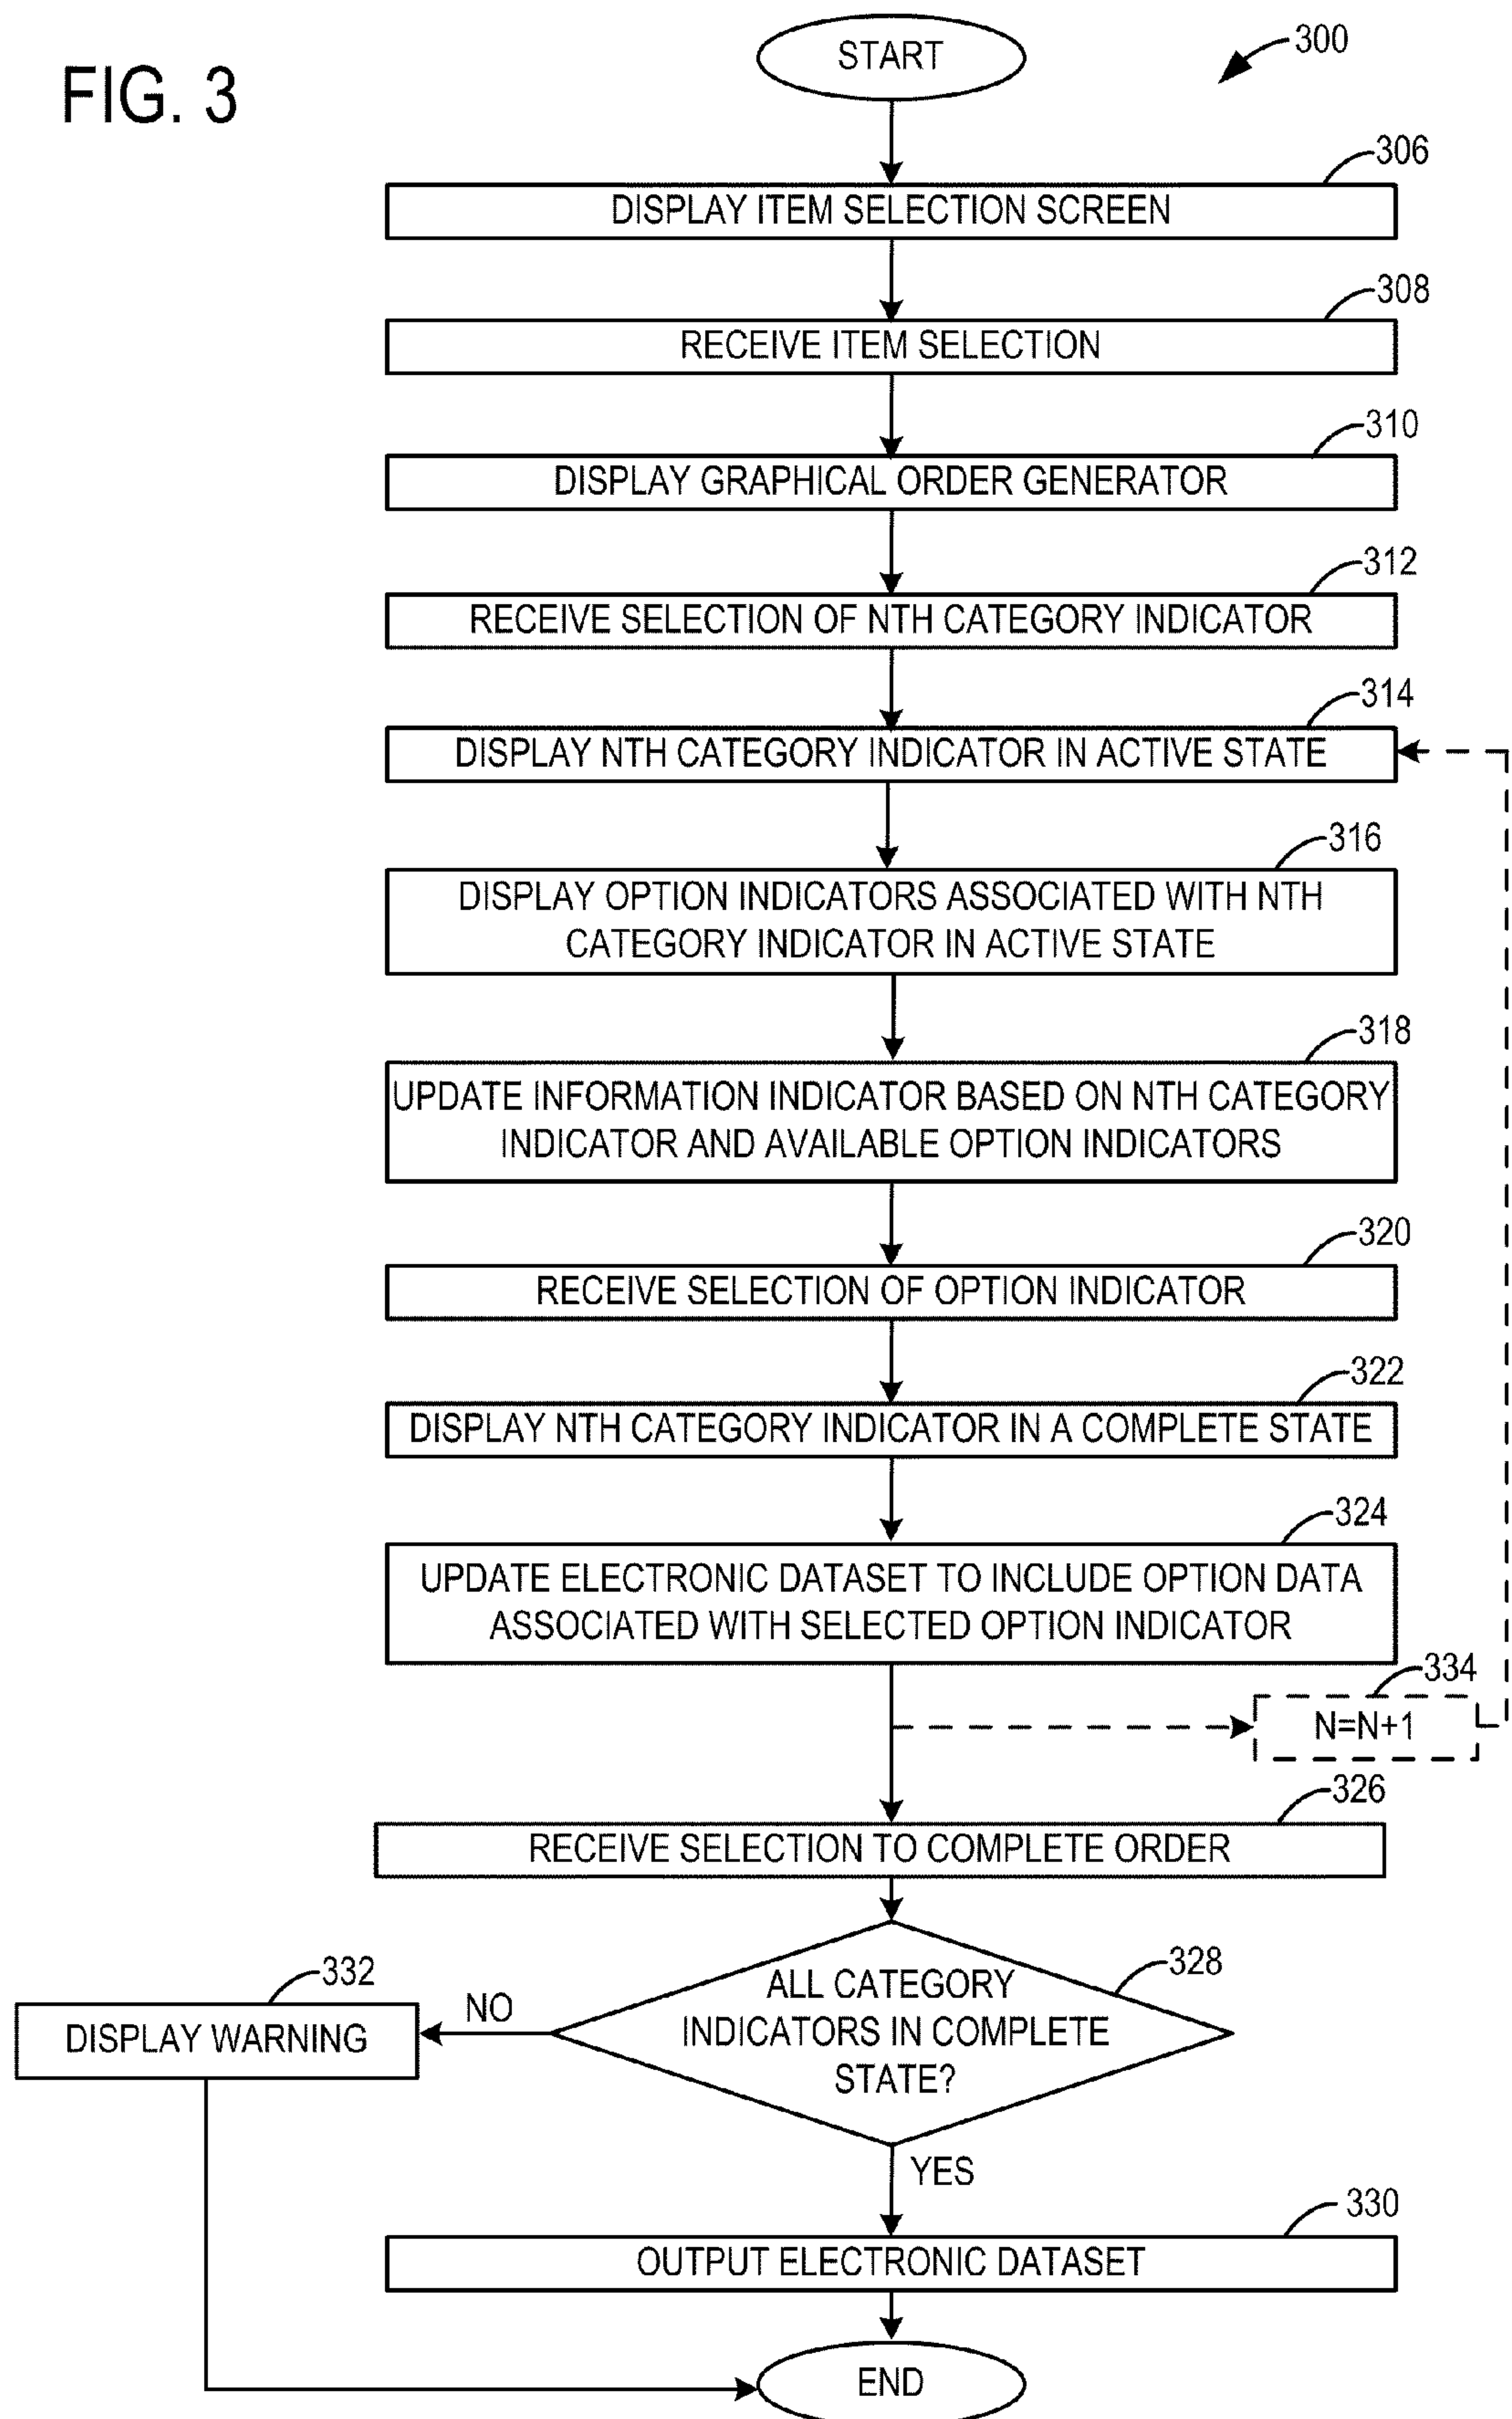 FIG. 3
START
300
306
DISPLAY ITEM SELECTION SCREEN
308
RECEIVE ITEM SELECTION
310
DISPLAY GRAPHICAL ORDER GENERATOR
312
RECEIVE SELECTION OF NTH CATEGORY INDICATOR
314
DISPLAY NTH CATEGORY INDICATOR IN ACTIVE STATE
316
DISPLAY OPTION INDICATORS ASSOCIATED WITH NTH
CATEGORY INDICATOR IN ACTIVE STATE
318
UPDATE INFORMATION INDICATOR BASED ON NTH CATEGORY
INDICATOR AND AVAILABLE OPTION INDICATORS
320
RECEIVE SELECTION OF OPTION INDICATOR
322
DISPLAY NTH CATEGORY INDICATOR IN A COMPLETE STATE
324
UPDATE ELECTRONIC DATASET TO INCLUDE OPTION DATA
ASSOCIATED WITH SELECTED OPTION INDICATOR
334
N=N+1
326
RECEIVE SELECTION TO COMPLETE ORDER
328
ALL CATEGORY
INDICATORS IN COMPLETE
STATE?
332
NO
DISPLAY WARNING
YES
330
OUTPUT ELECTRONIC DATASET
END